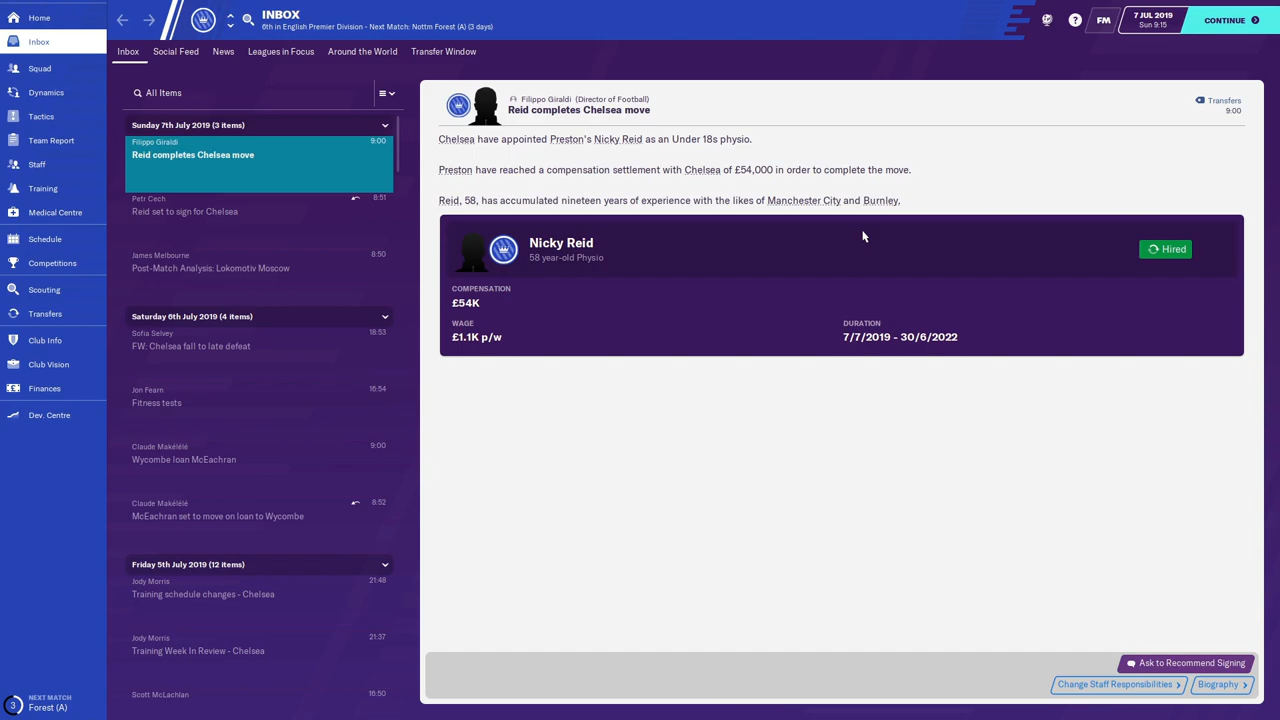 Home
INBOX
6th in English Premier Division - Next Match: Nottm Forest (A) (3 days)
?
FM
7 JUL 2019
Sun 9:15
CONTINUE
Inbox
Squad
Dynamics
Tactics
Team Report
Staff
Training
Medical Centre
Schedule
Competitions
Scouting
Transfers
Club Info
Club Vision
Finances
Dev. Centre
3
NEXT MATCH
Forest (A)
Inbox
Social Feed
News
Leagues in Focus
Around the World
Transfer Window
All Items
Sunday 7th July 2019 (3 items)
Filippo Giraldi
9:00
Reid completes Chelsea move
Petr Cech
8:51
Reid set to sign for Chelsea
James Melbourne
8:50
Post-Match Analysis: Lokomotiv Moscow
Saturday 6th July 2019 (4 items)
Sofia Selvey
18:53
FW: Chelsea fall to late defeat
Jon Fearn
16:54
Fitness tests
Claude Makélélé
9:00
Wycombe loan McEachran
Claude Makélélé
8:52
McEachran set to move on loan to Wycombe
Friday 5th July 2019 (12 items)
Jody Morris
21:48
Training schedule changes - Chelsea
Jody Morris
21:37
Training Week In Review - Chelsea
Scott McLachlan
16:50
Filippo Giraldi (Director of Football)
Reid completes Chelsea move
Transfers
9:00
Chelsea have appointed Preston's Nicky Reid as an Under 18s physio.
Preston have reached a compensation settlement with Chelsea of £54,000 in order to complete the move.
Reid, 58, has accumulated nineteen years of experience with the likes of Manchester City and Burnley.
Nicky Reid
58 year-old Physio
Hired
COMPENSATION
£54K
WAGE
£1.1K p/w
DURATION
7/7/2019 - 30/6/2022
Ask to Recommend Signing
Change Staff Responsibilities
Biography